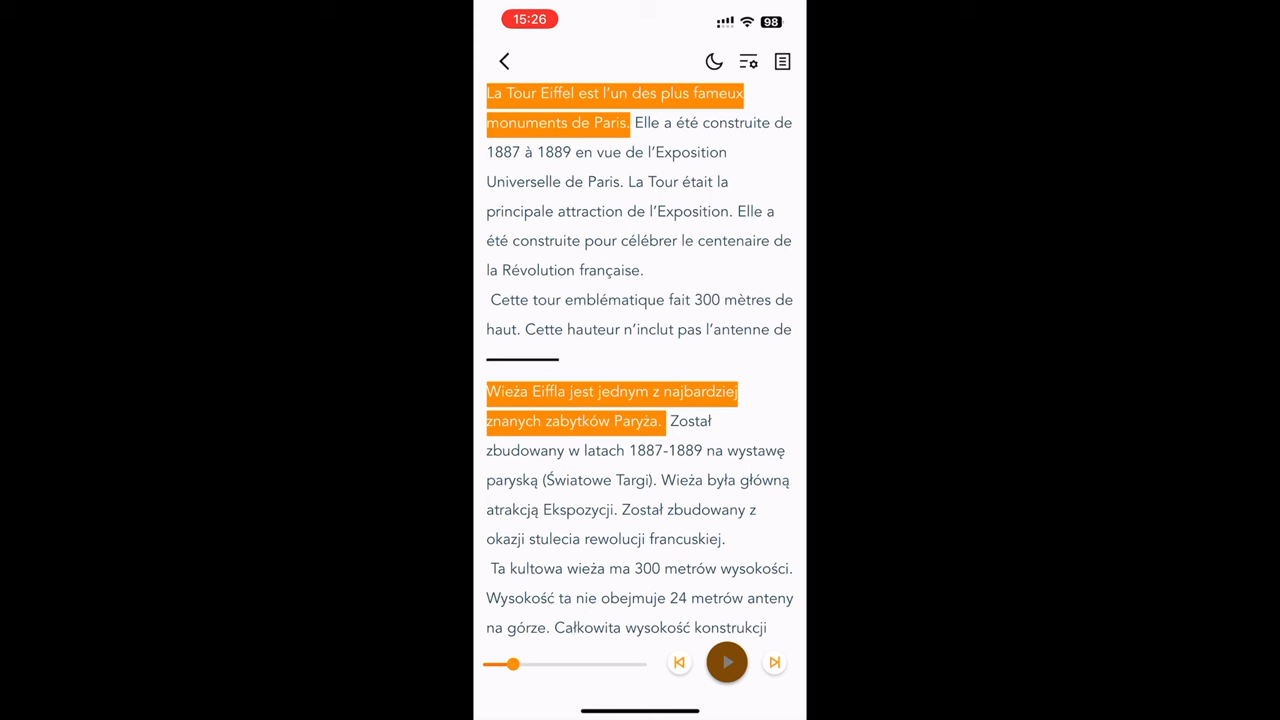 15:26
98
La Tour Eiffel est l’un des plus fameux
monuments de Paris. Elle a été construite de
1887 à 1889 en vue de l’Exposition
Universelle de Paris. La Tour était la
principale attraction de l’Exposition. Elle a
été construite pour célébrer le centenaire de
la Révolution française.
Cette tour emblématique fait 300 mètres de
haut. Cette hauteur n’inclut pas l’antenne de
Wieża Eiffla jest jednym z najbardziej
znanych zabytków Paryża. Został
zbudowany w latach 1887-1889 na wystawę
paryską (Światowe Targi). Wieża była główną
atrakcją Ekspozycji. Został zbudowany z
okazji stulecia rewolucji francuskiej.
Ta kultowa wieża ma 300 metrów wysokości.
Wysokość ta nie obejmuje 24 metrów anteny
na górze. Całkowita wysokość konstrukcji